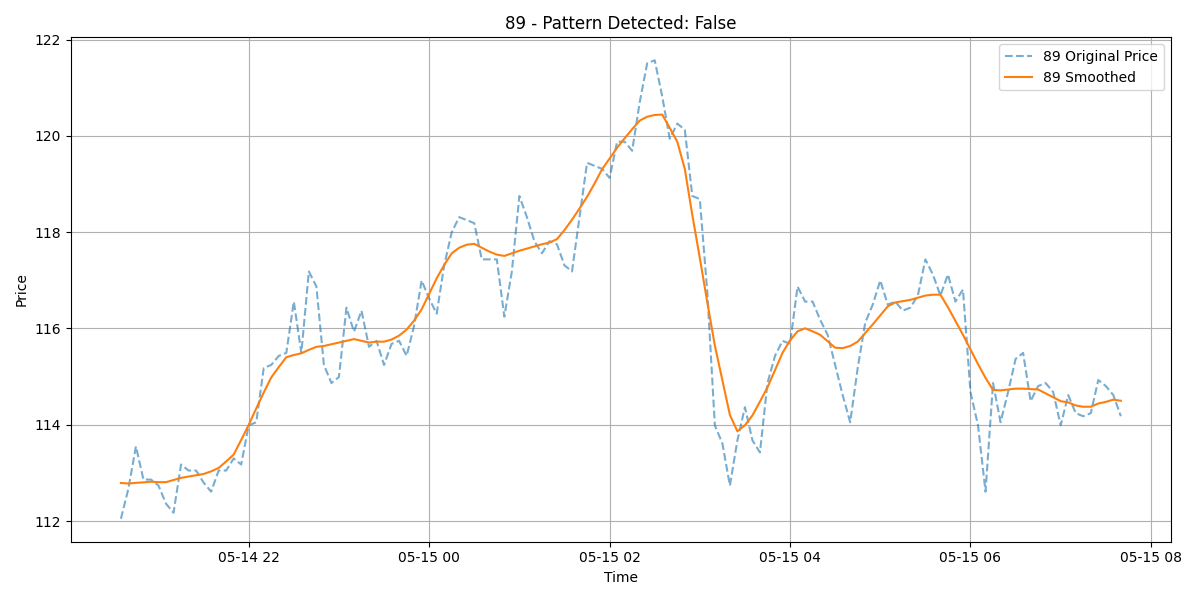 89 - Pattern Detected: False
122
120
118
116
114
112
Price
89 Original Price
89 Smoothed
05-14 22
05-15 00
05-15 02
05-15 04
05-15 06
05-15 08
Time